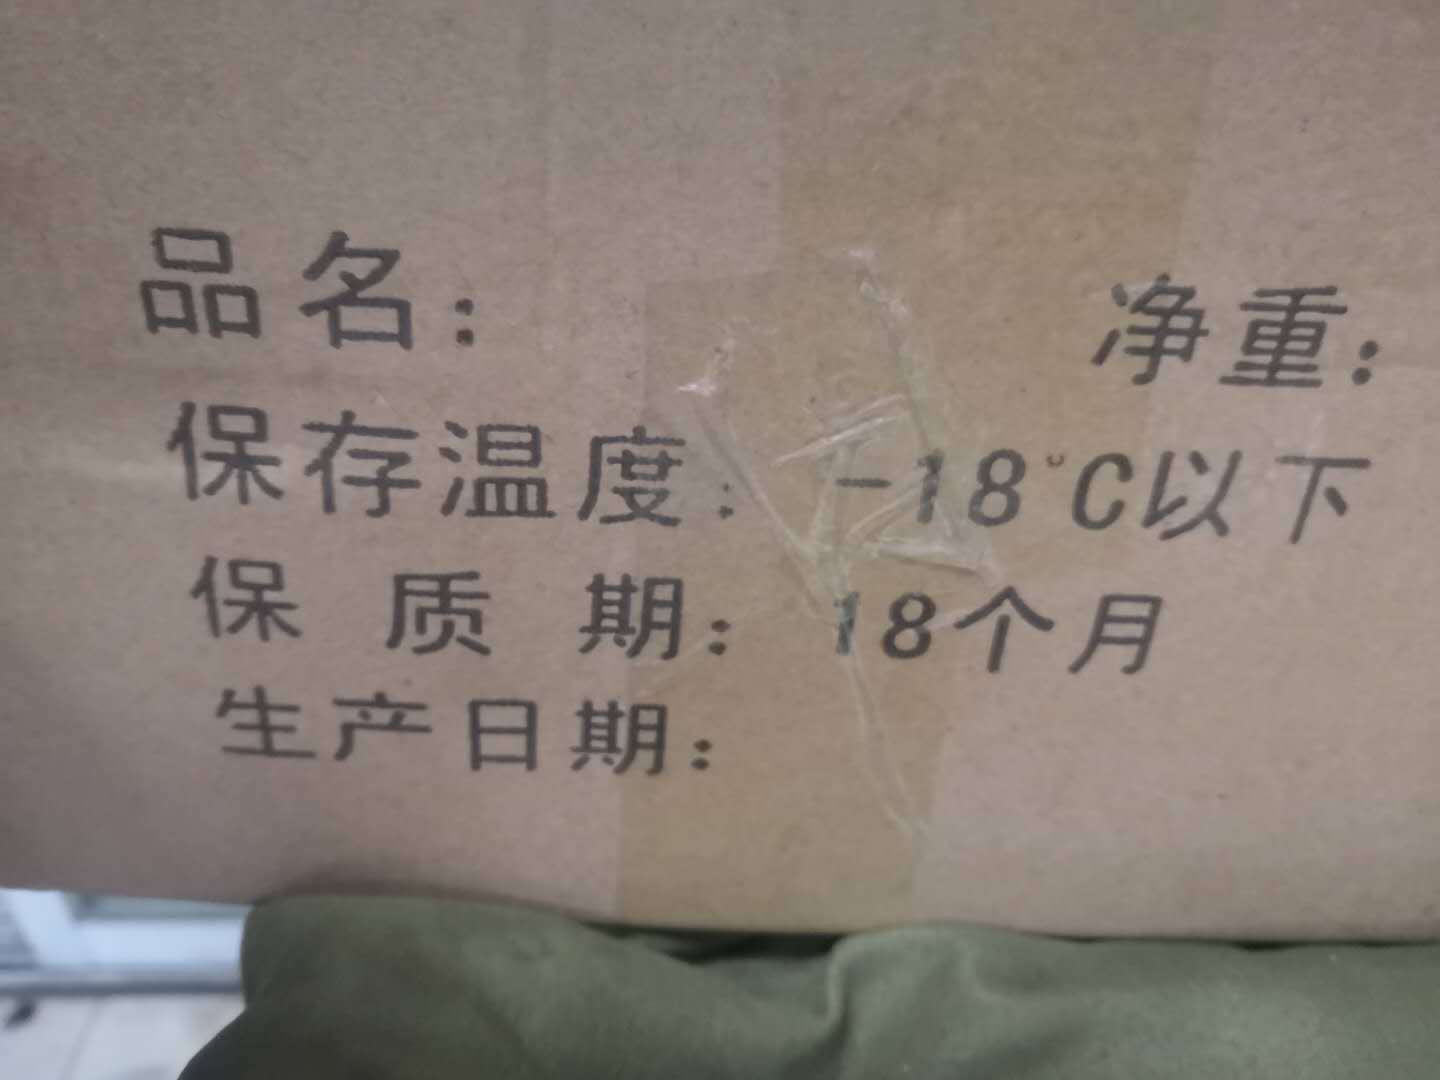 品名： 净重：
保存温度：-18℃以下
保质期：18个月
生产日期：